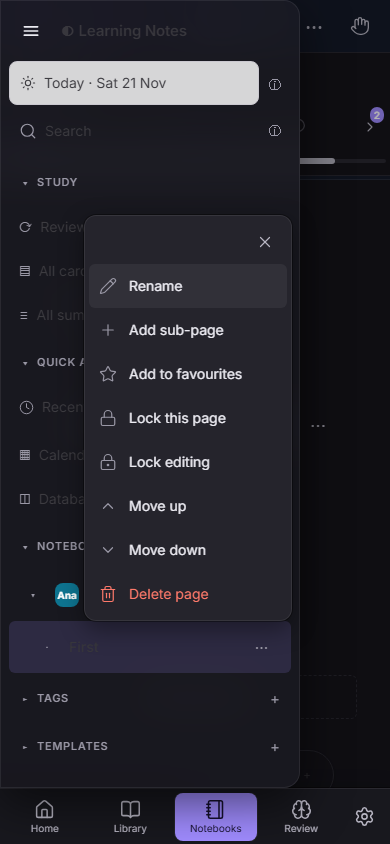 Learning Notes
Today · Sat 21 Nov
Search
STUDY
Review
All car
All sum
QUICK A
Recen
Calend
Databa
NOTEBO
Ana
First
TAGS
TEMPLATES
2
Rename
Add sub-page
Add to favourites
Lock this page
Lock editing
Move up
Move down
Delete page
Home
Library
Notebooks
Review